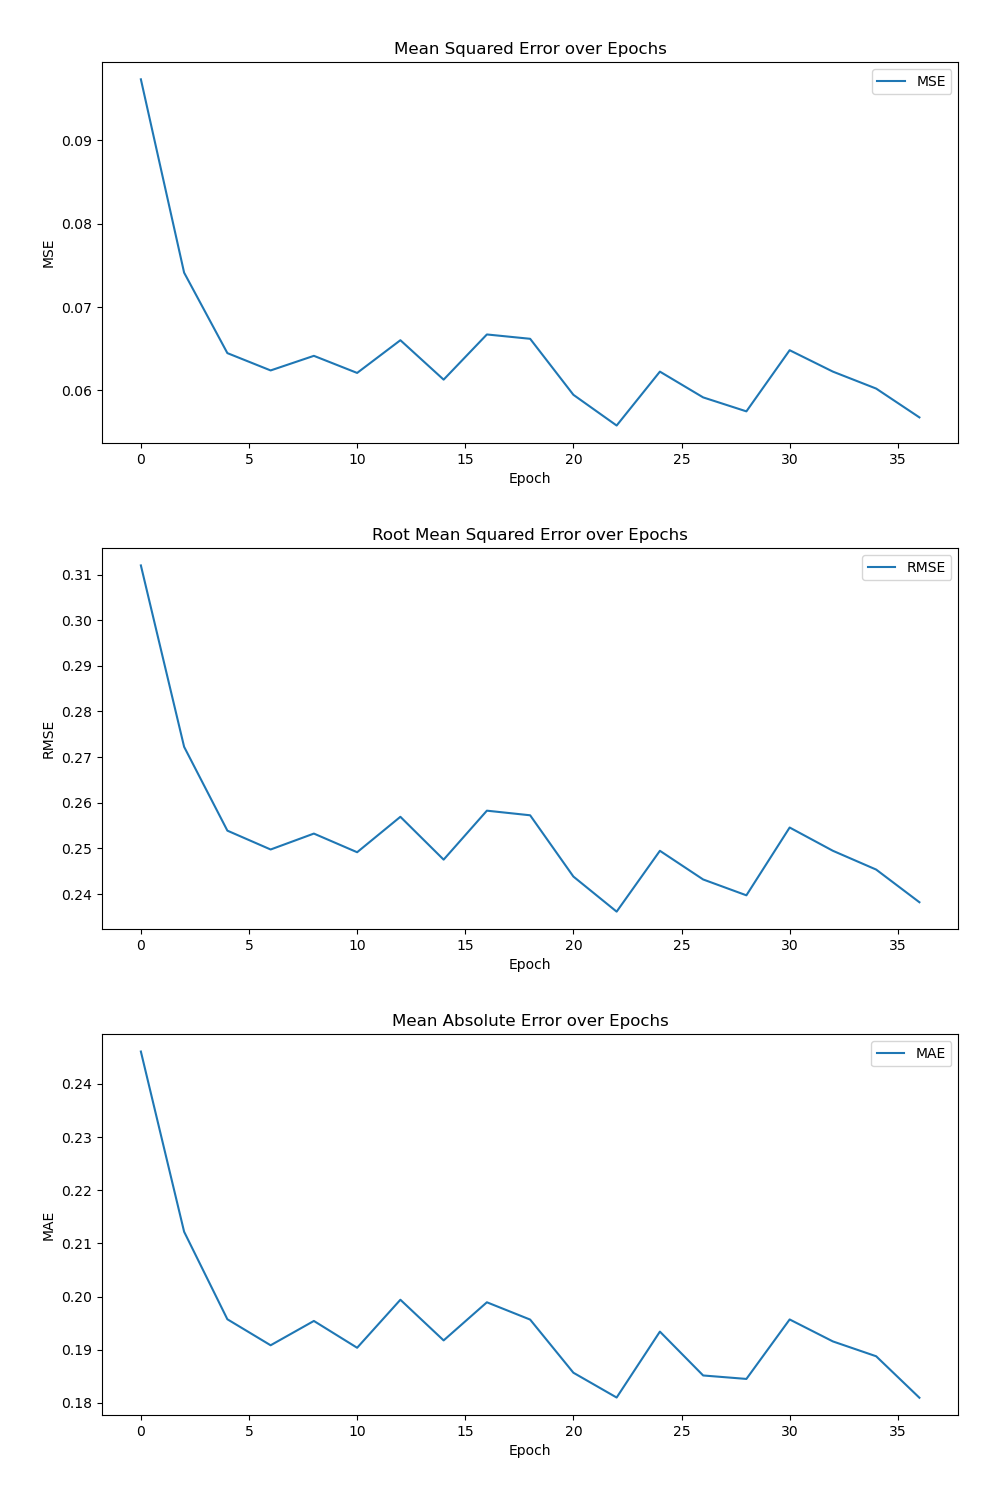 Mean Squared Error over Epochs
MSE
0.09
0.08
0.07
0.06
MSE
0 5 10 15 20 25 30 35
Epoch
Root Mean Squared Error over Epochs
RMSE
0.31
0.30
0.29
0.28
0.27
0.26
0.25
0.24
RMSE
0 5 10 15 20 25 30 35
Epoch
Mean Absolute Error over Epochs
MAE
0.24
0.23
0.22
0.21
0.20
0.19
0.18
MAE
0 5 10 15 20 25 30 35
Epoch